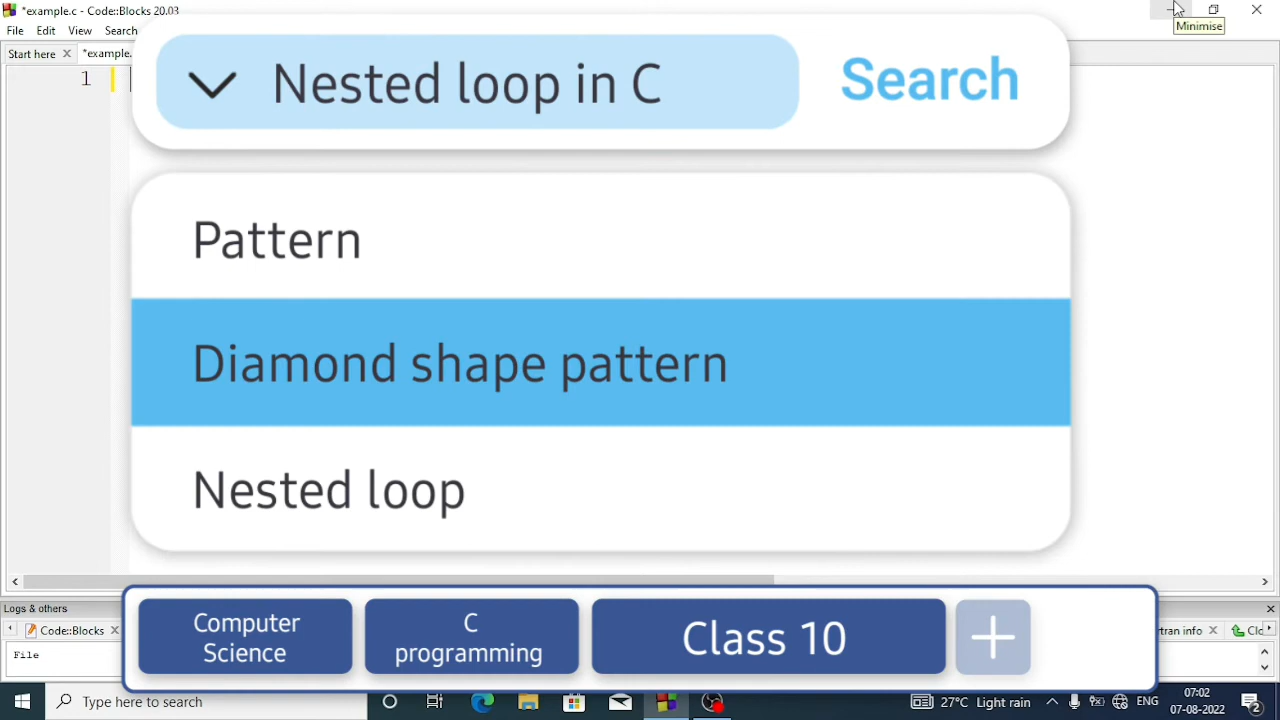 *example.c - Code::Blocks 20.03
Minimise
File Edit View Search
Start here × *example.
1
Nested loop in C
Search
Pattern
Diamond shape pattern
Nested loop
Logs & others
Code::Blocks ×
File
Computer
Science
C
programming
Class 10
+
tran info ×
Type here to search
27°C Light rain
ENG
07:02
07-08-2022
2